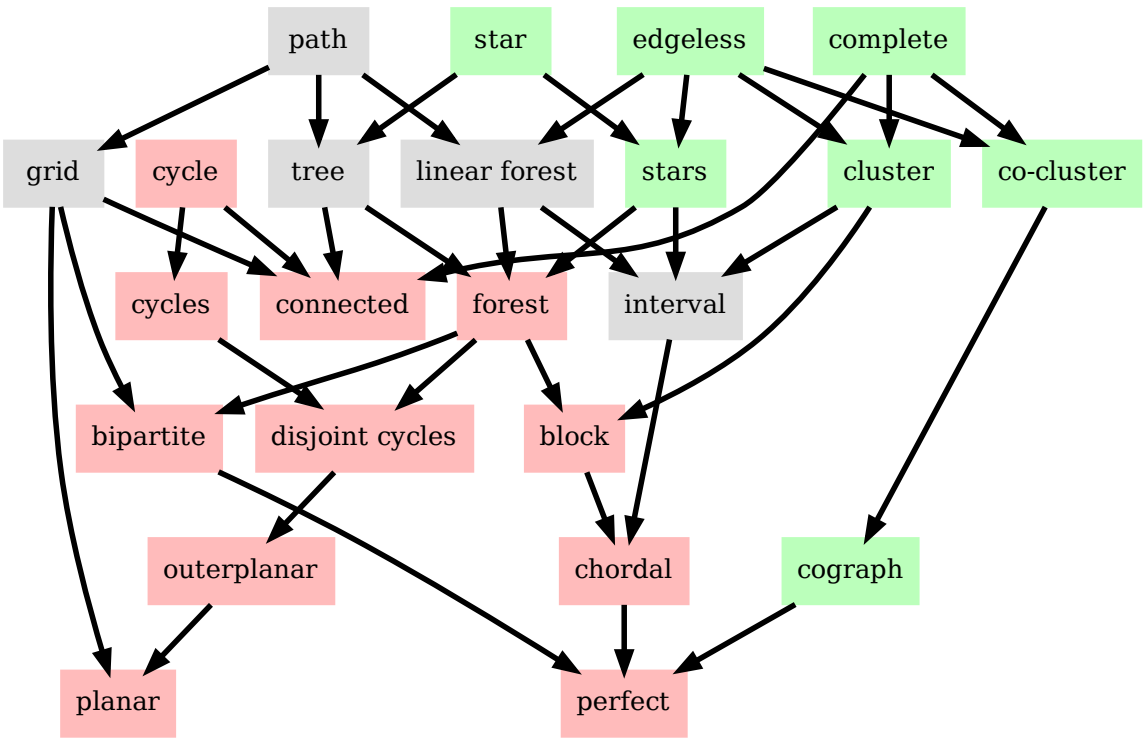 path
star
edgeless
complete
grid
cycle
tree
linear forest
stars
cluster
co-cluster
cycles
connected
forest
interval
bipartite
disjoint cycles
block
outerplanar
chordal
cograph
planar
perfect